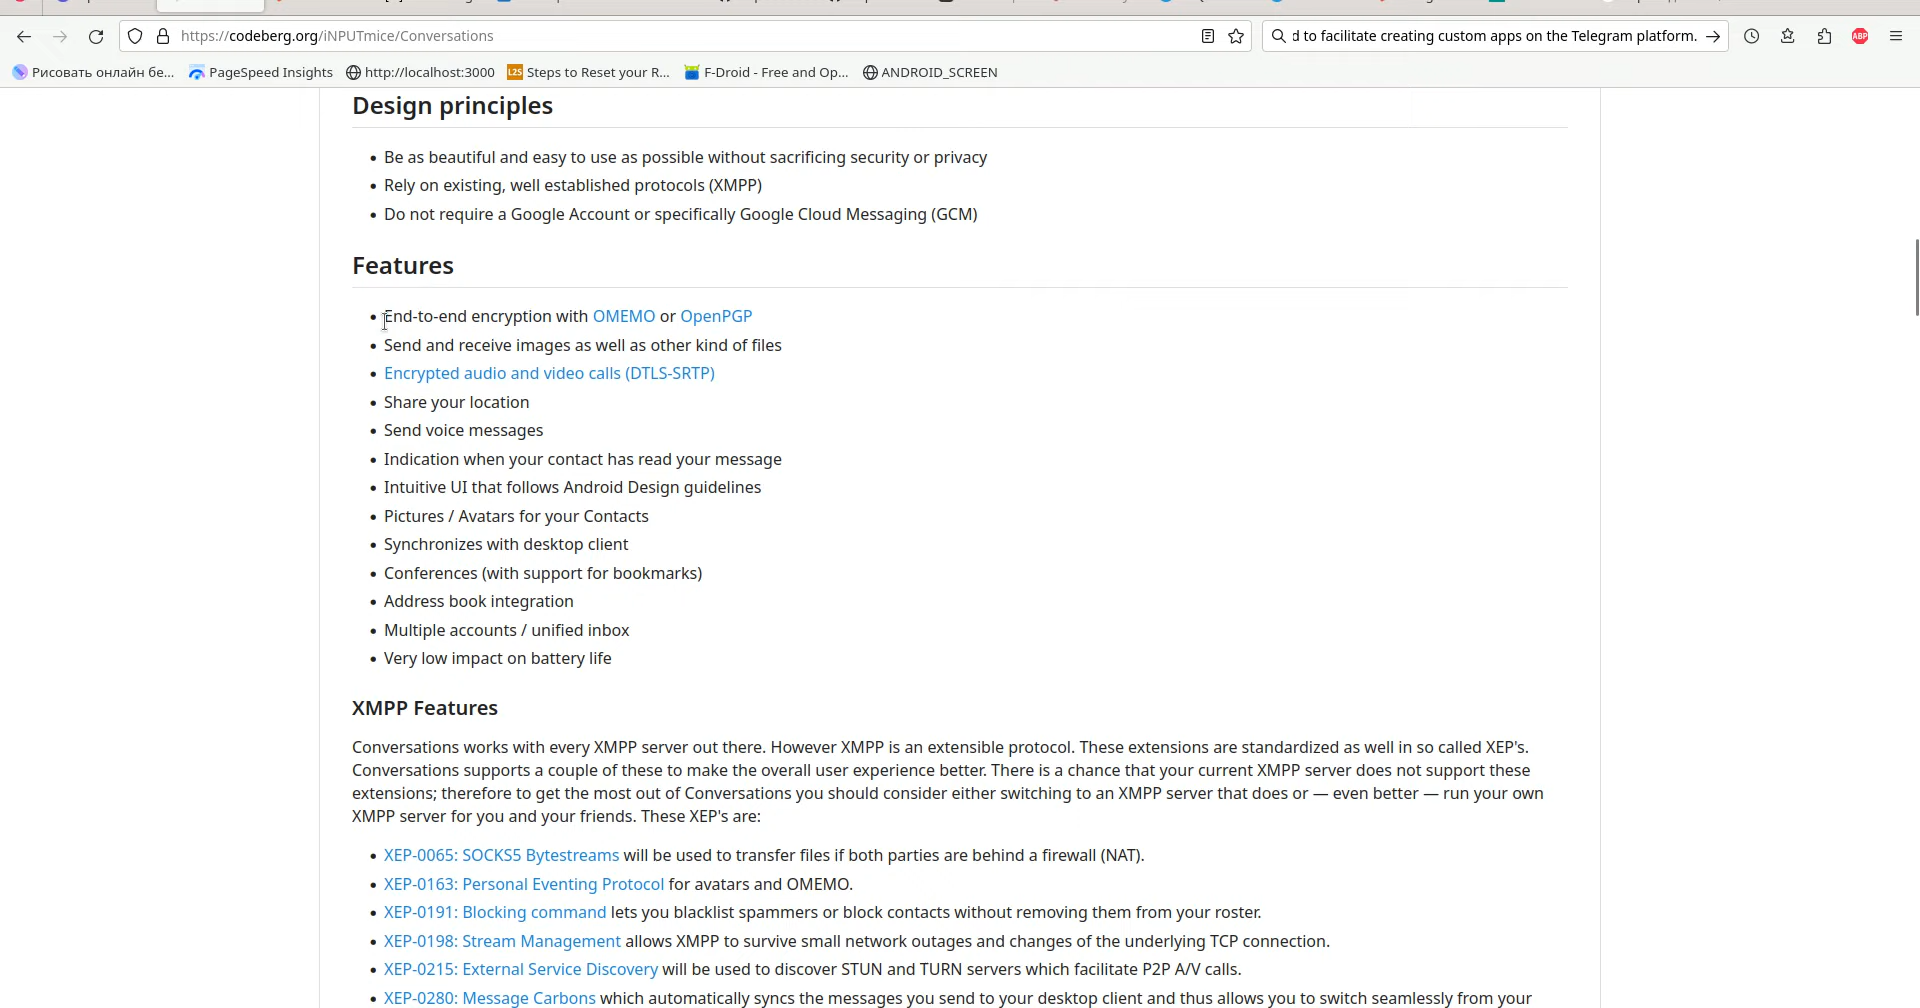 https://codeberg.org/iNPUTmice/Conversations
d to facilitate creating custom apps on the Telegram platform.
ABP
Рисовать онлайн бе...
PageSpeed Insights
http://localhost:3000
L2S
Steps to Reset your R...
F-Droid - Free and Op...
ANDROID_SCREEN
Design principles
• Be as beautiful and easy to use as possible without sacrificing security or privacy
• Rely on existing, well established protocols (XMPP)
• Do not require a Google Account or specifically Google Cloud Messaging (GCM)
Features
• End-to-end encryption with OMEMO or OpenPGP
• Send and receive images as well as other kind of files
• Encrypted audio and video calls (DTLS-SRTP)
• Share your location
• Send voice messages
• Indication when your contact has read your message
• Intuitive UI that follows Android Design guidelines
• Pictures / Avatars for your Contacts
• Synchronizes with desktop client
• Conferences (with support for bookmarks)
• Address book integration
• Multiple accounts / unified inbox
• Very low impact on battery life
XMPP Features
Conversations works with every XMPP server out there. However XMPP is an extensible protocol. These extensions are standardized as well in so called XEP's.
Conversations supports a couple of these to make the overall user experience better. There is a chance that your current XMPP server does not support these
extensions; therefore to get the most out of Conversations you should consider either switching to an XMPP server that does or — even better — run your own
XMPP server for you and your friends. These XEP's are:
• XEP-0065: SOCKS5 Bytestreams will be used to transfer files if both parties are behind a firewall (NAT).
• XEP-0163: Personal Eventing Protocol for avatars and OMEMO.
• XEP-0191: Blocking command lets you blacklist spammers or block contacts without removing them from your roster.
• XEP-0198: Stream Management allows XMPP to survive small network outages and changes of the underlying TCP connection.
• XEP-0215: External Service Discovery will be used to discover STUN and TURN servers which facilitate P2P A/V calls.
• XEP-0280: Message Carbons which automatically syncs the messages you send to your desktop client and thus allows you to switch seamlessly from your